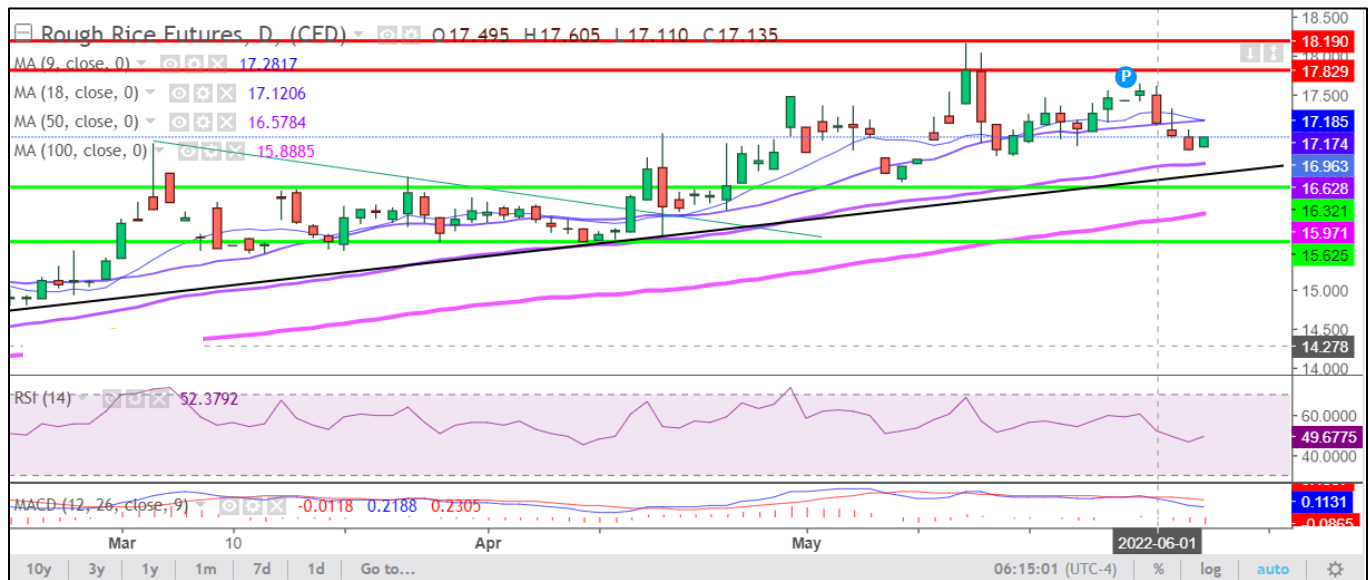 Rough Rice Futures, D, (CFD) O17.495 H17.605 L17.110 C17.135
MA (9, close, 0) 17.2817
MA (18, close, 0) 17.1206
MA (50, close, 0) 16.5784
MA (100, close, 0) 15.8885
P
18.500
18.190
18.000
17.829
17.500
17.185
17.174
16.963
16.628
16.321
15.971
15.625
15.000
14.500
14.278
14.000
RSI (14) 52.3792
60.0000
49.6775
40.0000
MACD (12, 26, close, 9) -0.0118 0.2188 0.2305
0.1131
-0.0865
Mar 10 Apr May 2022-06-01
10y 3y 1y 1m 7d 1d Go to... 06:15:01 (UTC-4) % log auto